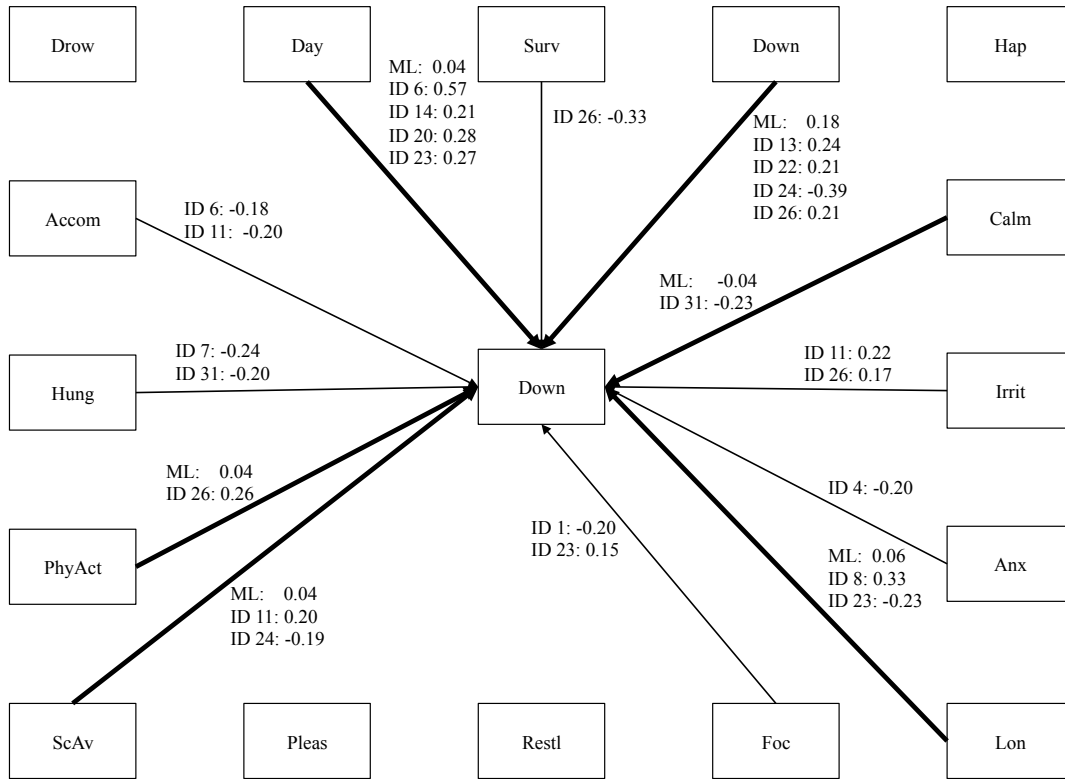 Drow
Day
Surv
Down
Hap
ML: 0.04
ID 6: 0.57
ID 14: 0.21
ID 20: 0.28
ID 23: 0.27
ID 26: -0.33
ML: 0.18
ID 13: 0.24
ID 22: 0.21
ID 24: -0.39
ID 26: 0.21
Accom
ID 6: -0.18
ID 11: -0.20
Calm
ML: -0.04
ID 31: -0.23
Hung
ID 7: -0.24
ID 31: -0.20
Down
ID 11: 0.22
ID 26: 0.17
Irrit
PhyAct
ML: 0.04
ID 26: 0.26
ID 1: -0.20
ID 23: 0.15
ID 4: -0.20
Anx
ML: 0.06
ID 8: 0.33
ID 23: -0.23
ML: 0.04
ID 11: 0.20
ID 24: -0.19
ScAv
Pleas
Restl
Foc
Lon